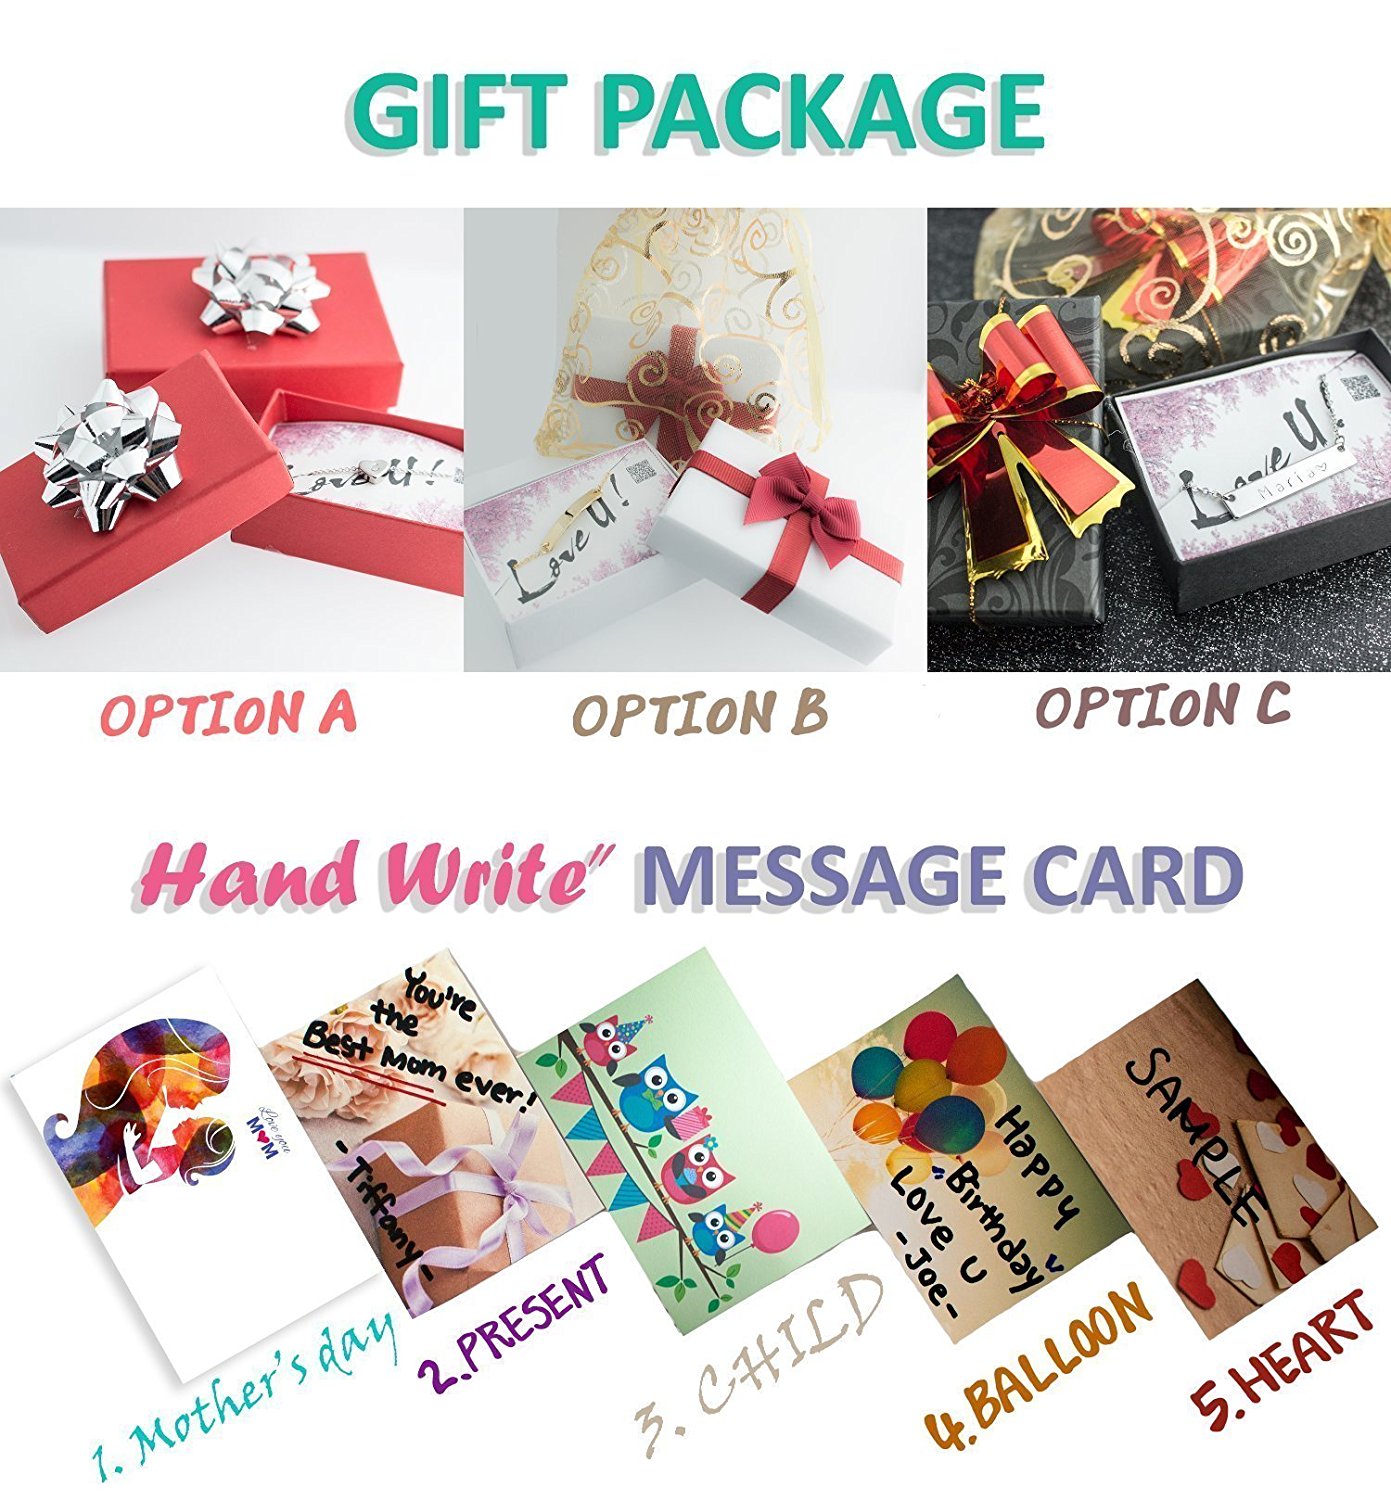 GIFT PACKAGE
Love U!
Love U!
Love U!
Maria♡
OPTION A
OPTION B
OPTION C
Hand Write" MESSAGE CARD
Love you
MOM
You're
the
Best Mom ever!
- Tiffany -
Happy
"Birthday"
Love U
- Joe -
SAMPLE
1. Mother's day
2. PRESENT
3. CHILD
4. BALLOON
5. HEART